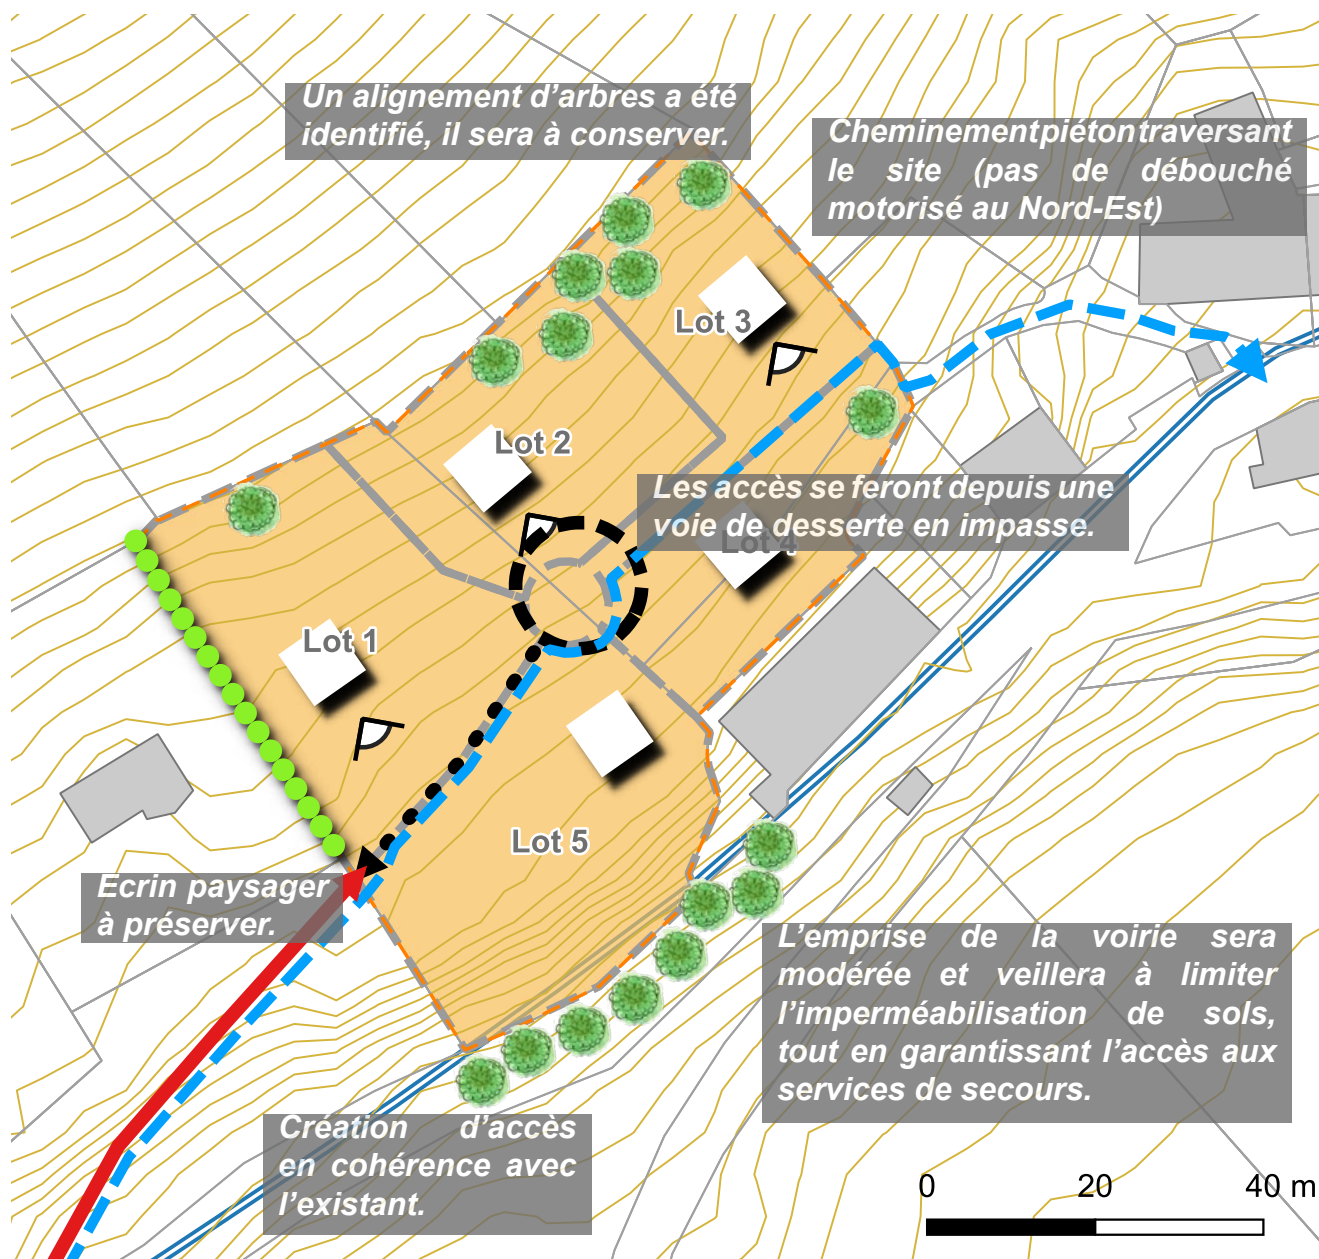 Un alignement d’arbres a été
identifié, il sera à conserver.
Cheminement piéton traversant
le site (pas de débouché
motorisé au Nord-Est)
Lot 3
Lot 2
Les accès se feront depuis une
voie de desserte en impasse.
Lot 4
Lot 1
Lot 5
Ecrin paysager
à préserver.
L’emprise de la voirie sera
modérée et veillera à limiter
l’imperméabilisation de sols,
tout en garantissant l’accès aux
services de secours.
Création d’accès
en cohérence avec
l’existant.
0 20 40 m